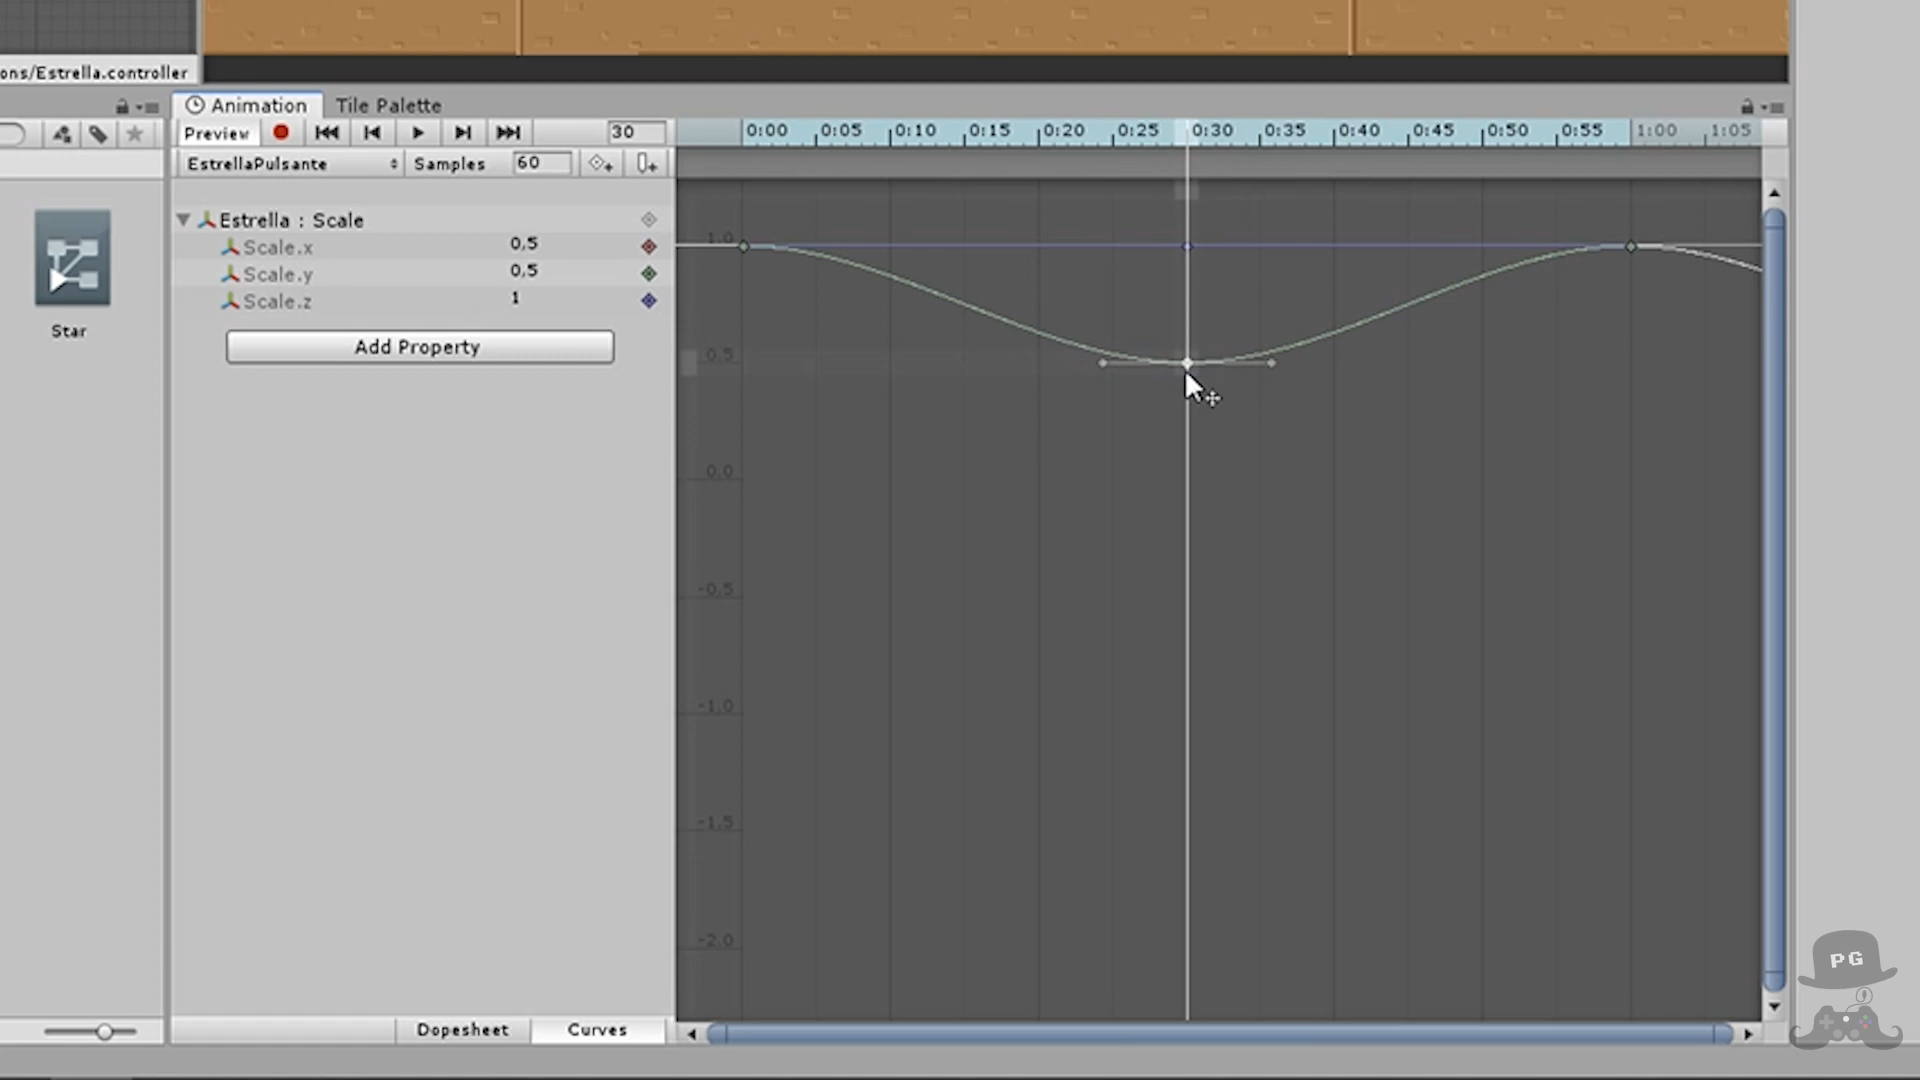 ons/Estrella.controller
Animation
Tile Palette
Preview
30
0:00 0:05 0:10 0:15 0:20 0:25 0:30 0:35 0:40 0:45 0:50 0:55 1:00 1:05
EstrellaPulsante
Samples
60
Estrella : Scale
Scale.x
0,5
Scale.y
0,5
Scale.z
1
Add Property
Star
1.0
0.5
0.0
-0.5
-1.0
-1.5
-2.0
Dopesheet
Curves
PG